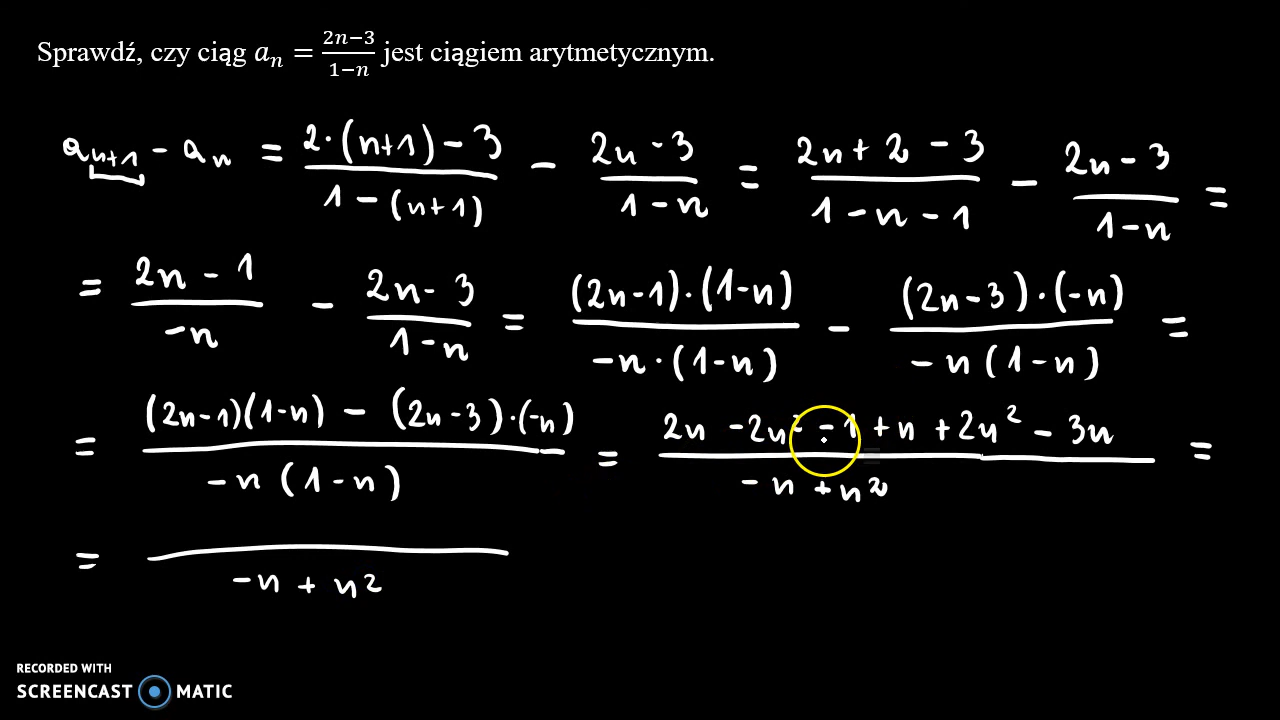 Sprawdź, czy ciąg aₙ = (2n−3)/(1−n) jest ciągiem arytmetycznym.
aₙ₊₁ − aₙ = (2·(n+1) − 3)/(1 − (n+1)) − (2n − 3)/(1 − n) = (2n + 2 − 3)/(1 − n − 1) − (2n − 3)/(1 − n) =
= (2n − 1)/(−n) − (2n − 3)/(1 − n) = ((2n−1)·(1−n))/(−n·(1−n)) − ((2n−3)·(−n))/(−n(1−n)) =
= ((2n−1)(1−n) − (2n−3)·(−n))/(−n(1−n)) = (2n − 2n² − 1 + n + 2n² − 3n)/(−n + n²) =
= /(−n + n²)
RECORDED WITH
SCREENCAST MATIC